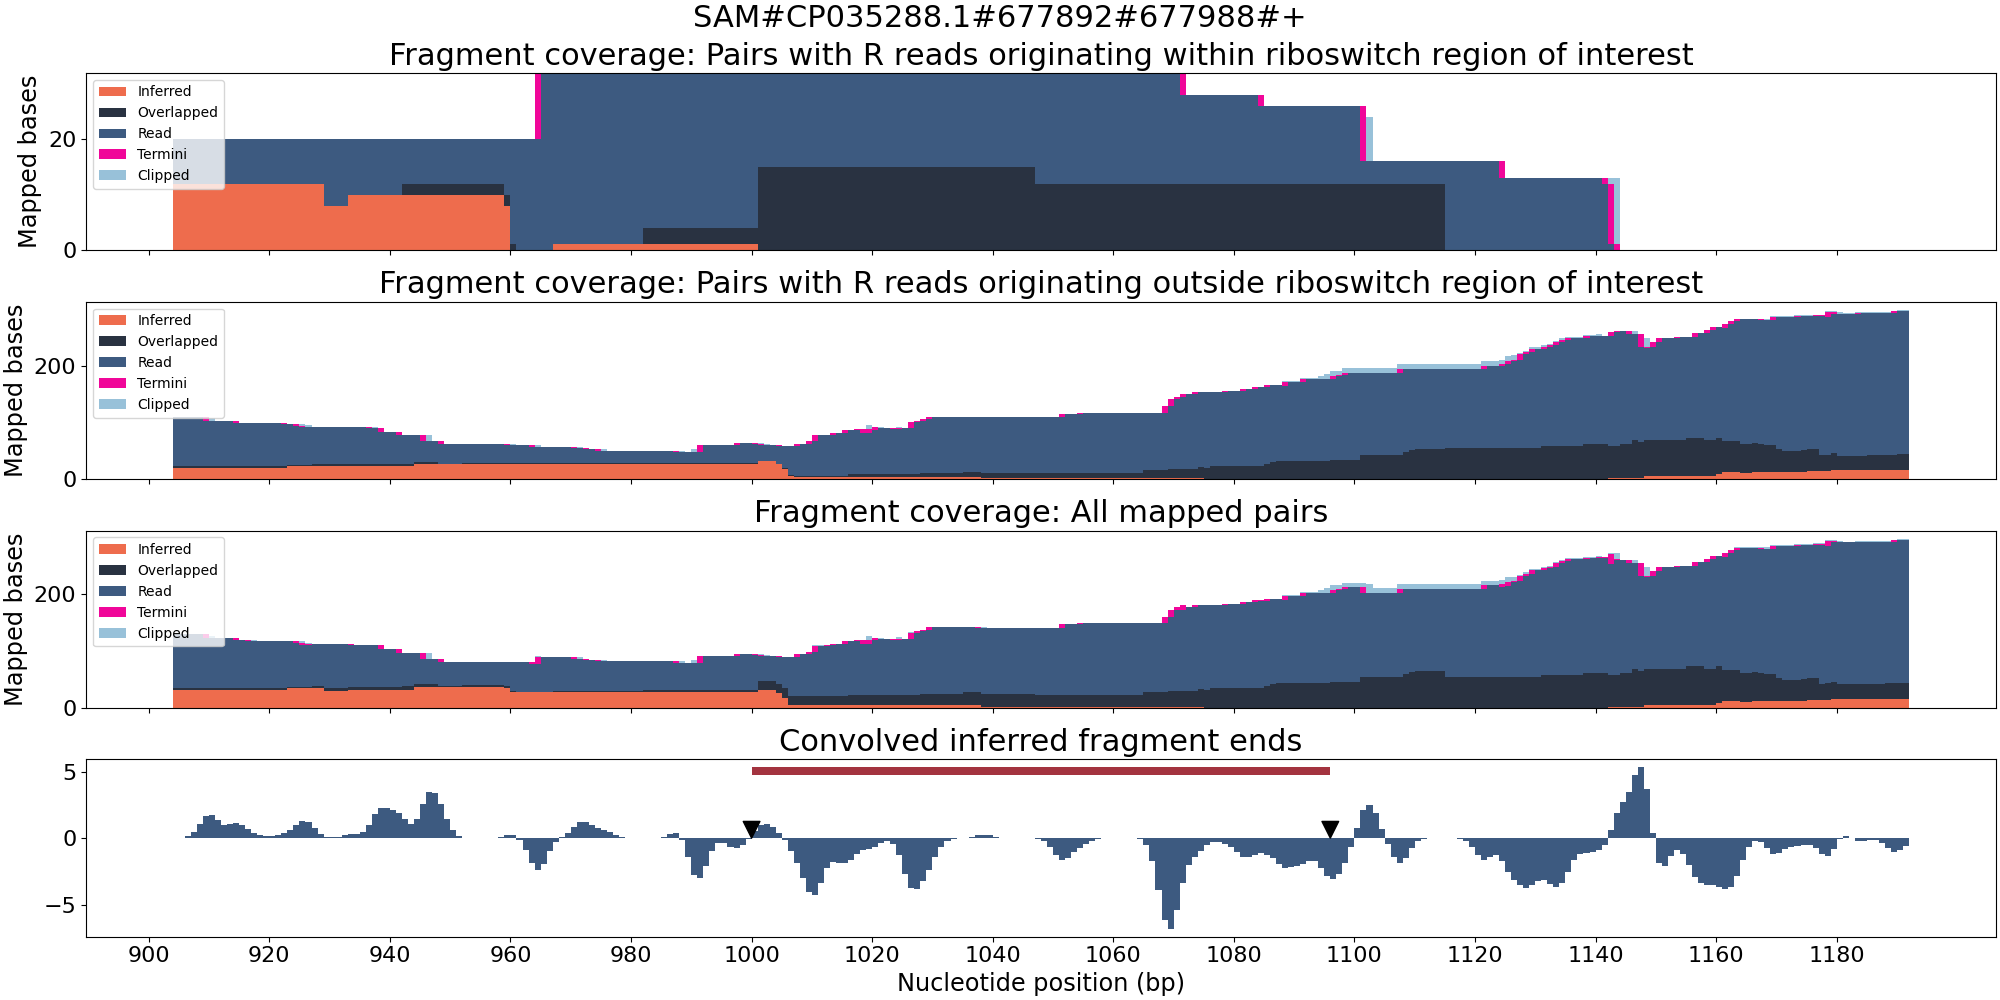 SAM#CP035288.1#677892#677988#+
Fragment coverage: Pairs with R reads originating within riboswitch region of interest
Mapped bases
20
0
Inferred
Overlapped
Read
Termini
Clipped
Fragment coverage: Pairs with R reads originating outside riboswitch region of interest
Mapped bases
200
0
Inferred
Overlapped
Read
Termini
Clipped
Fragment coverage: All mapped pairs
Mapped bases
200
0
Inferred
Overlapped
Read
Termini
Clipped
Convolved inferred fragment ends
5
0
−5
900 920 940 960 980 1000 1020 1040 1060 1080 1100 1120 1140 1160 1180
Nucleotide position (bp)